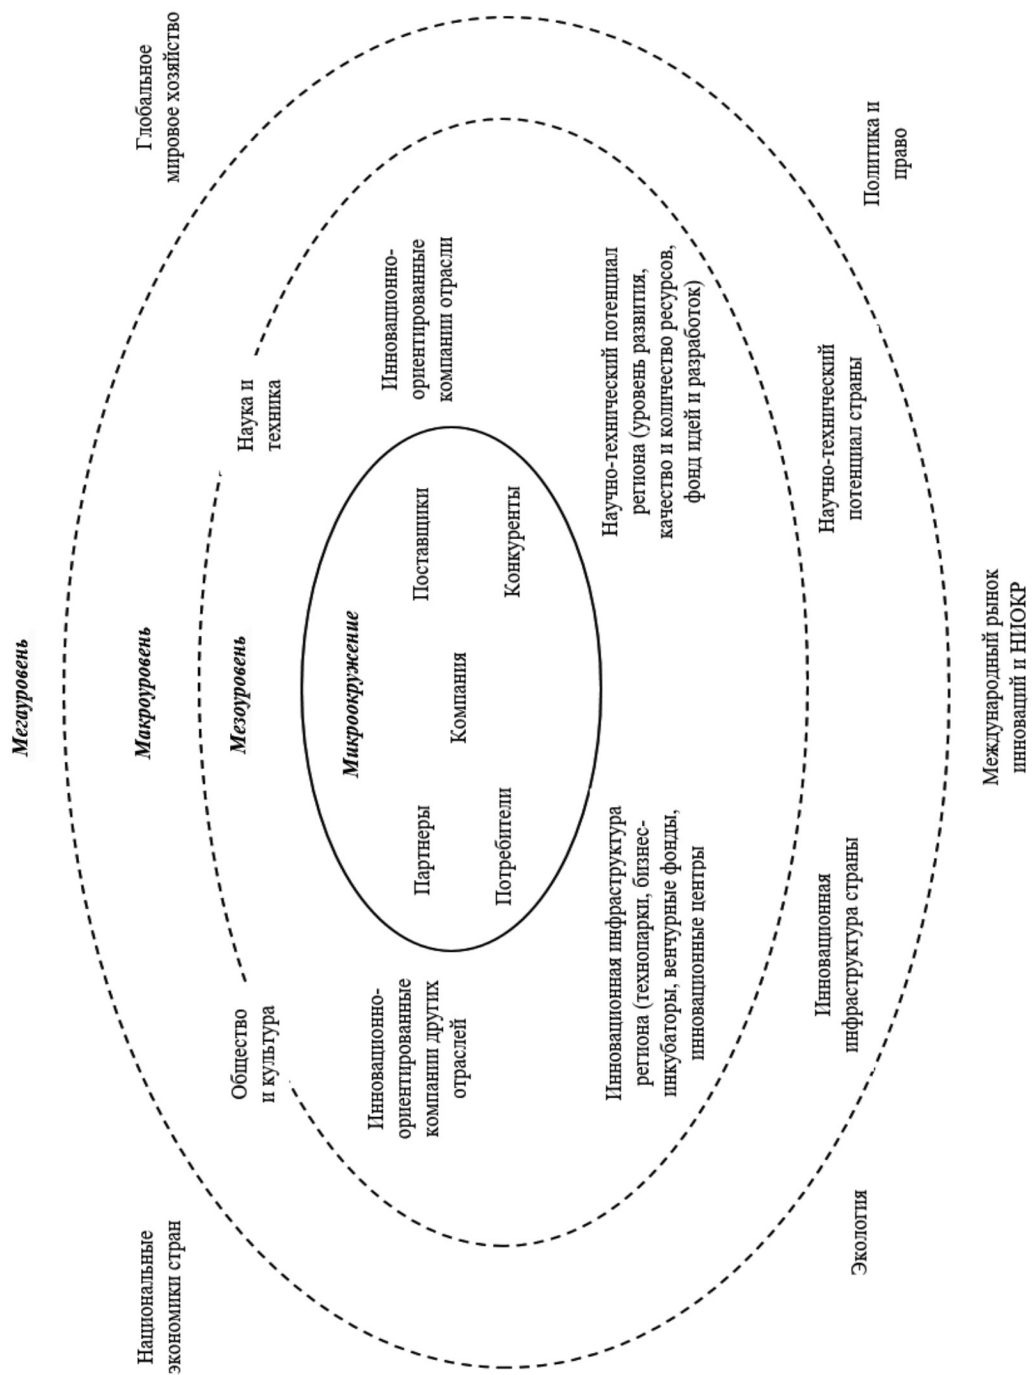 Мегауровень
Национальные
экономики стран
Глобальное
мировое хозяйство
Макроуровень
Общество
и культура
Наука и
техника
Мезоуровень
Инновационно-
ориентированные
компании других
отраслей
Инновационно-
ориентированные
компании отрасли
Микроокружение
Партнеры
Поставщики
Компания
Потребители
Конкуренты
Инновационная инфраструктура
региона (технопарки, бизнес-
инкубаторы, венчурные фонды,
инновационные центры
Научно-технический потенциал
региона (уровень развития,
качество и количество ресурсов,
фонд идей и разработок)
Инновационная
инфраструктура страны
Научно-технический
потенциал страны
Экология
Политика и
право
Международный рынок
инноваций и НИОКР